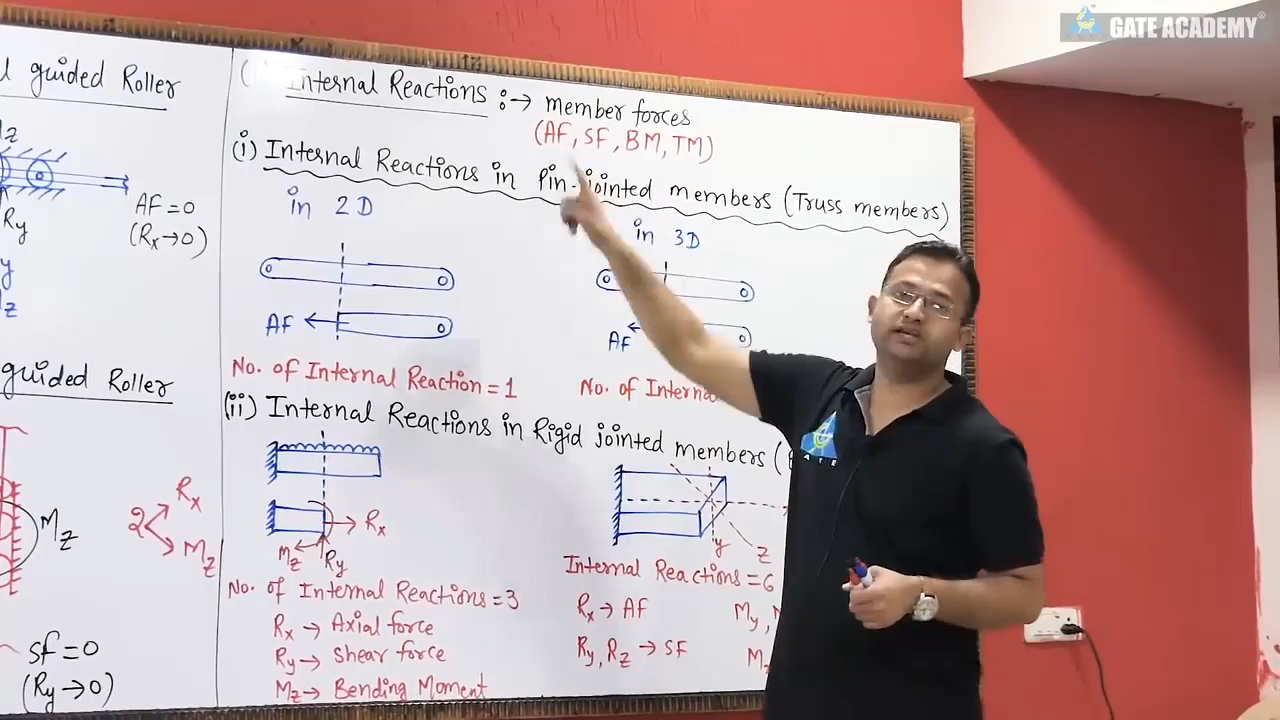 GATE ACADEMY
l guided Roller
AF=0
(Rx→0)
Ry
guided Roller
Mz
2
Rx
Mz
sf=0
(Ry→0)
Internal Reactions :→ member forces
(AF, SF, BM, TM)
(i) Internal Reactions in Pin-jointed members (Truss members)
in 2D
in 3D
AF
AF
No. of Internal Reaction = 1
No. of Interna
(ii) Internal Reactions in Rigid jointed members (
Rx
Mz
Ry
y
z
No. of Internal Reactions = 3
Internal Reactions = 6
Rx → Axial force
Ry → Shear force
Mz → Bending Moment
Rx → AF
Ry, Rz → SF
My,
Mz